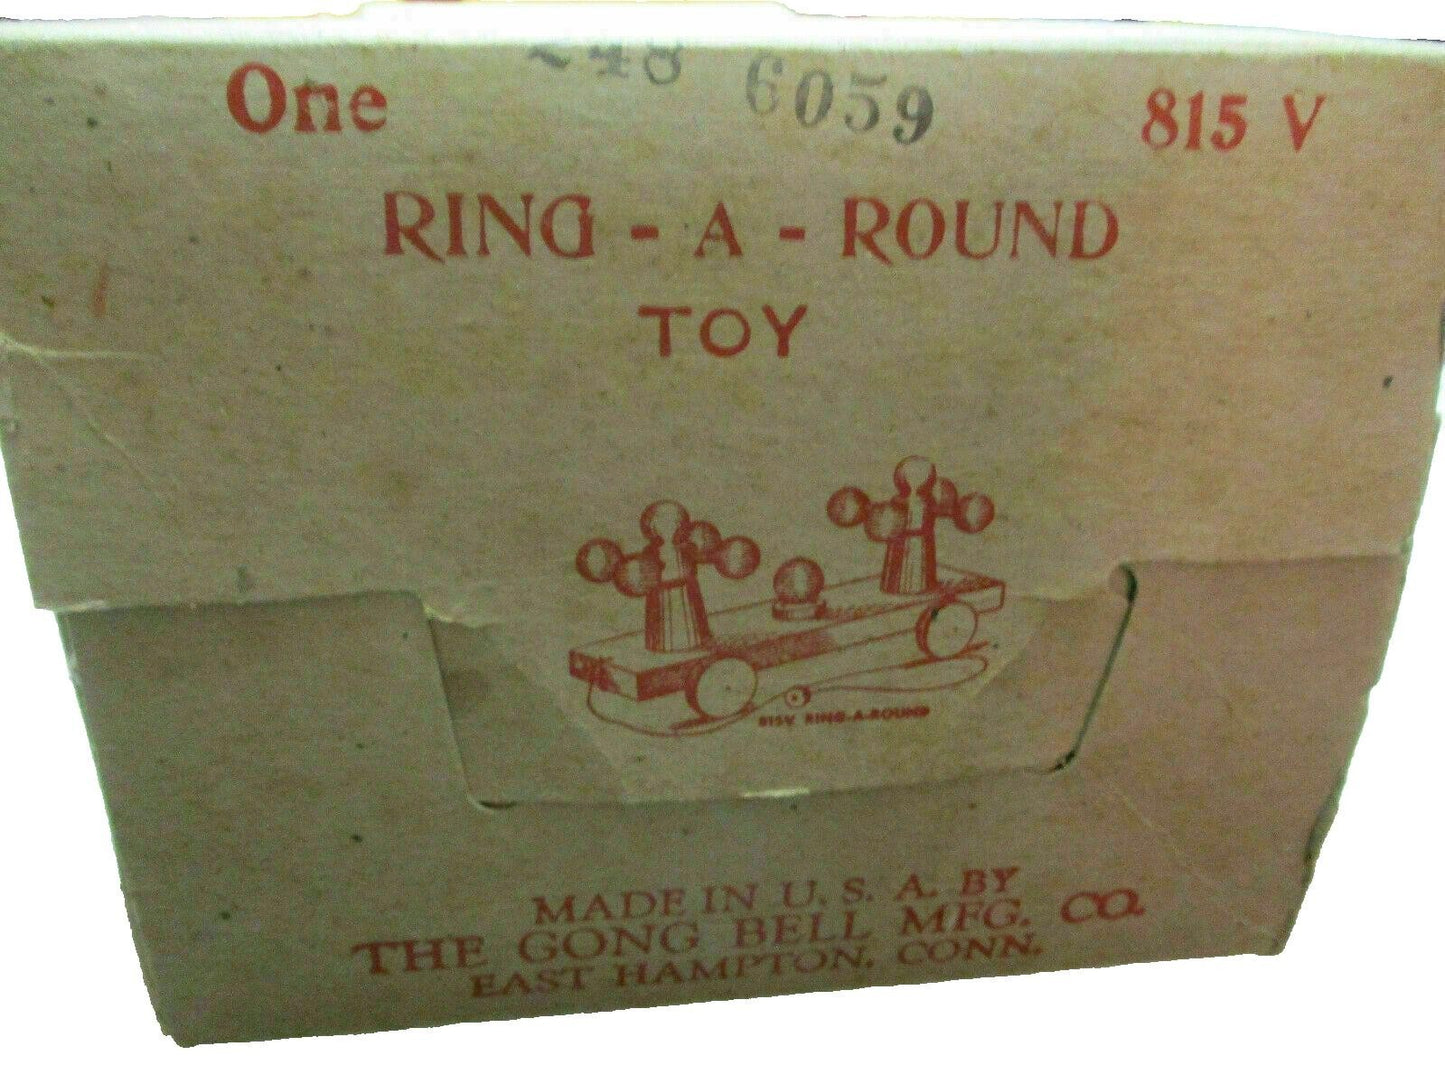 248 6059
One 815 V
RING - A - ROUND
TOY
815V RING-A-ROUND
MADE IN U. S. A. BY
THE GONG BELL MFG. CO.
EAST HAMPTON, CONN.